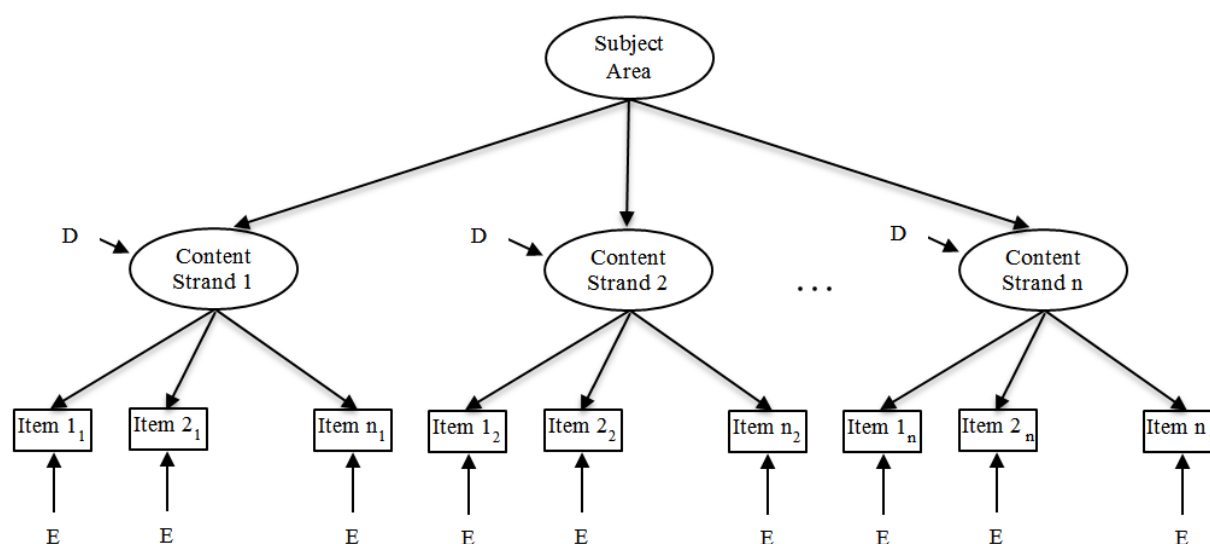 Subject
Area
D
Content
Strand 1
D
Content
Strand 2
...
D
Content
Strand n
Item 1₁
Item 2₁
Item n₁
Item 1₂
Item 2₂
Item n₂
Item 1ₙ
Item 2ₙ
Item n
E
E
E
E
E
E
E
E
E